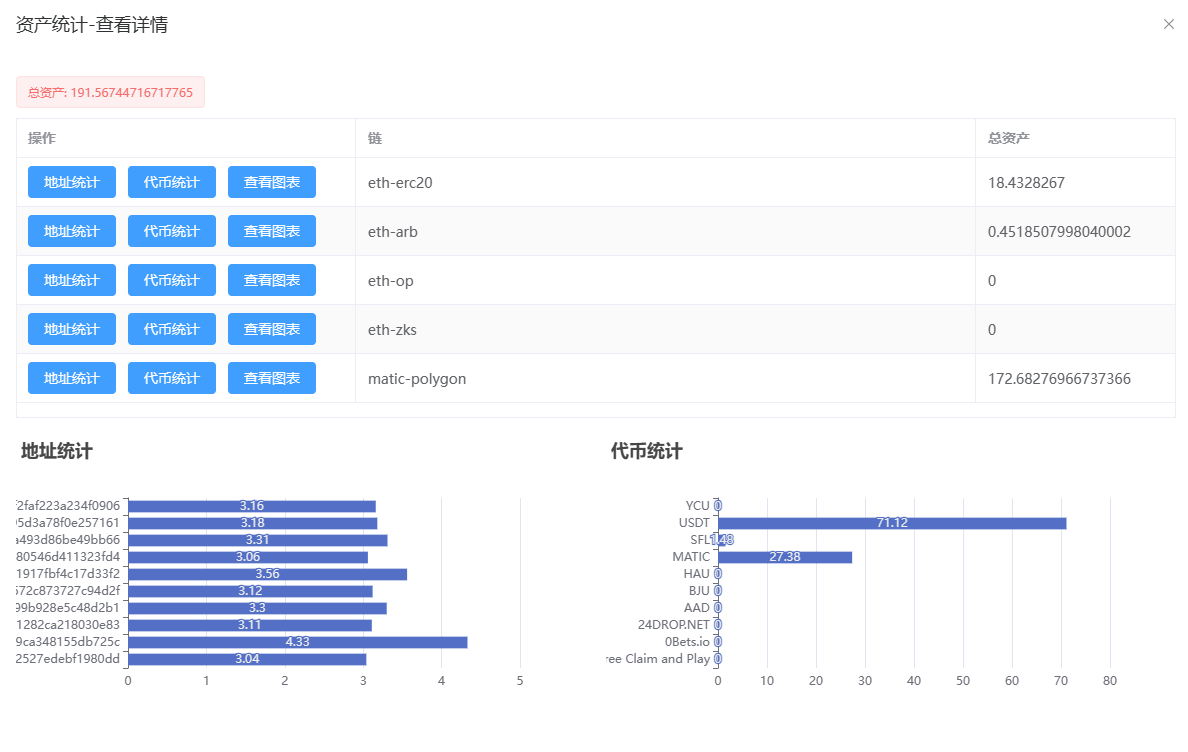 资产统计-查看详情
总资产: 191.56744716717765
操作 链 总资产
地址统计 代币统计 查看图表 eth-erc20 18.4328267
地址统计 代币统计 查看图表 eth-arb 0.4518507998040002
地址统计 代币统计 查看图表 eth-op 0
地址统计 代币统计 查看图表 eth-zks 0
地址统计 代币统计 查看图表 matic-polygon 172.68276966737366
地址统计
2faf223a234f0906 3.16
5d3a78f0e257161 3.18
a493d86be49bb66 3.31
80546d411323fd4 3.06
1917fbf4c17d33f2 3.56
572c873727c94d2f 3.12
99b928e5c48d2b1 3.3
1282ca218030e83 3.11
9ca348155db725c 4.33
2527edebf1980dd 3.04
0 1 2 3 4 5
代币统计
YCU 0
USDT 71.12
SFL 1.48
MATIC 27.38
HAU 0
BJU 0
AAD 0
24DROP.NET 0
0Bets.io 0
ree Claim and Play 0
0 10 20 30 40 50 60 70 80